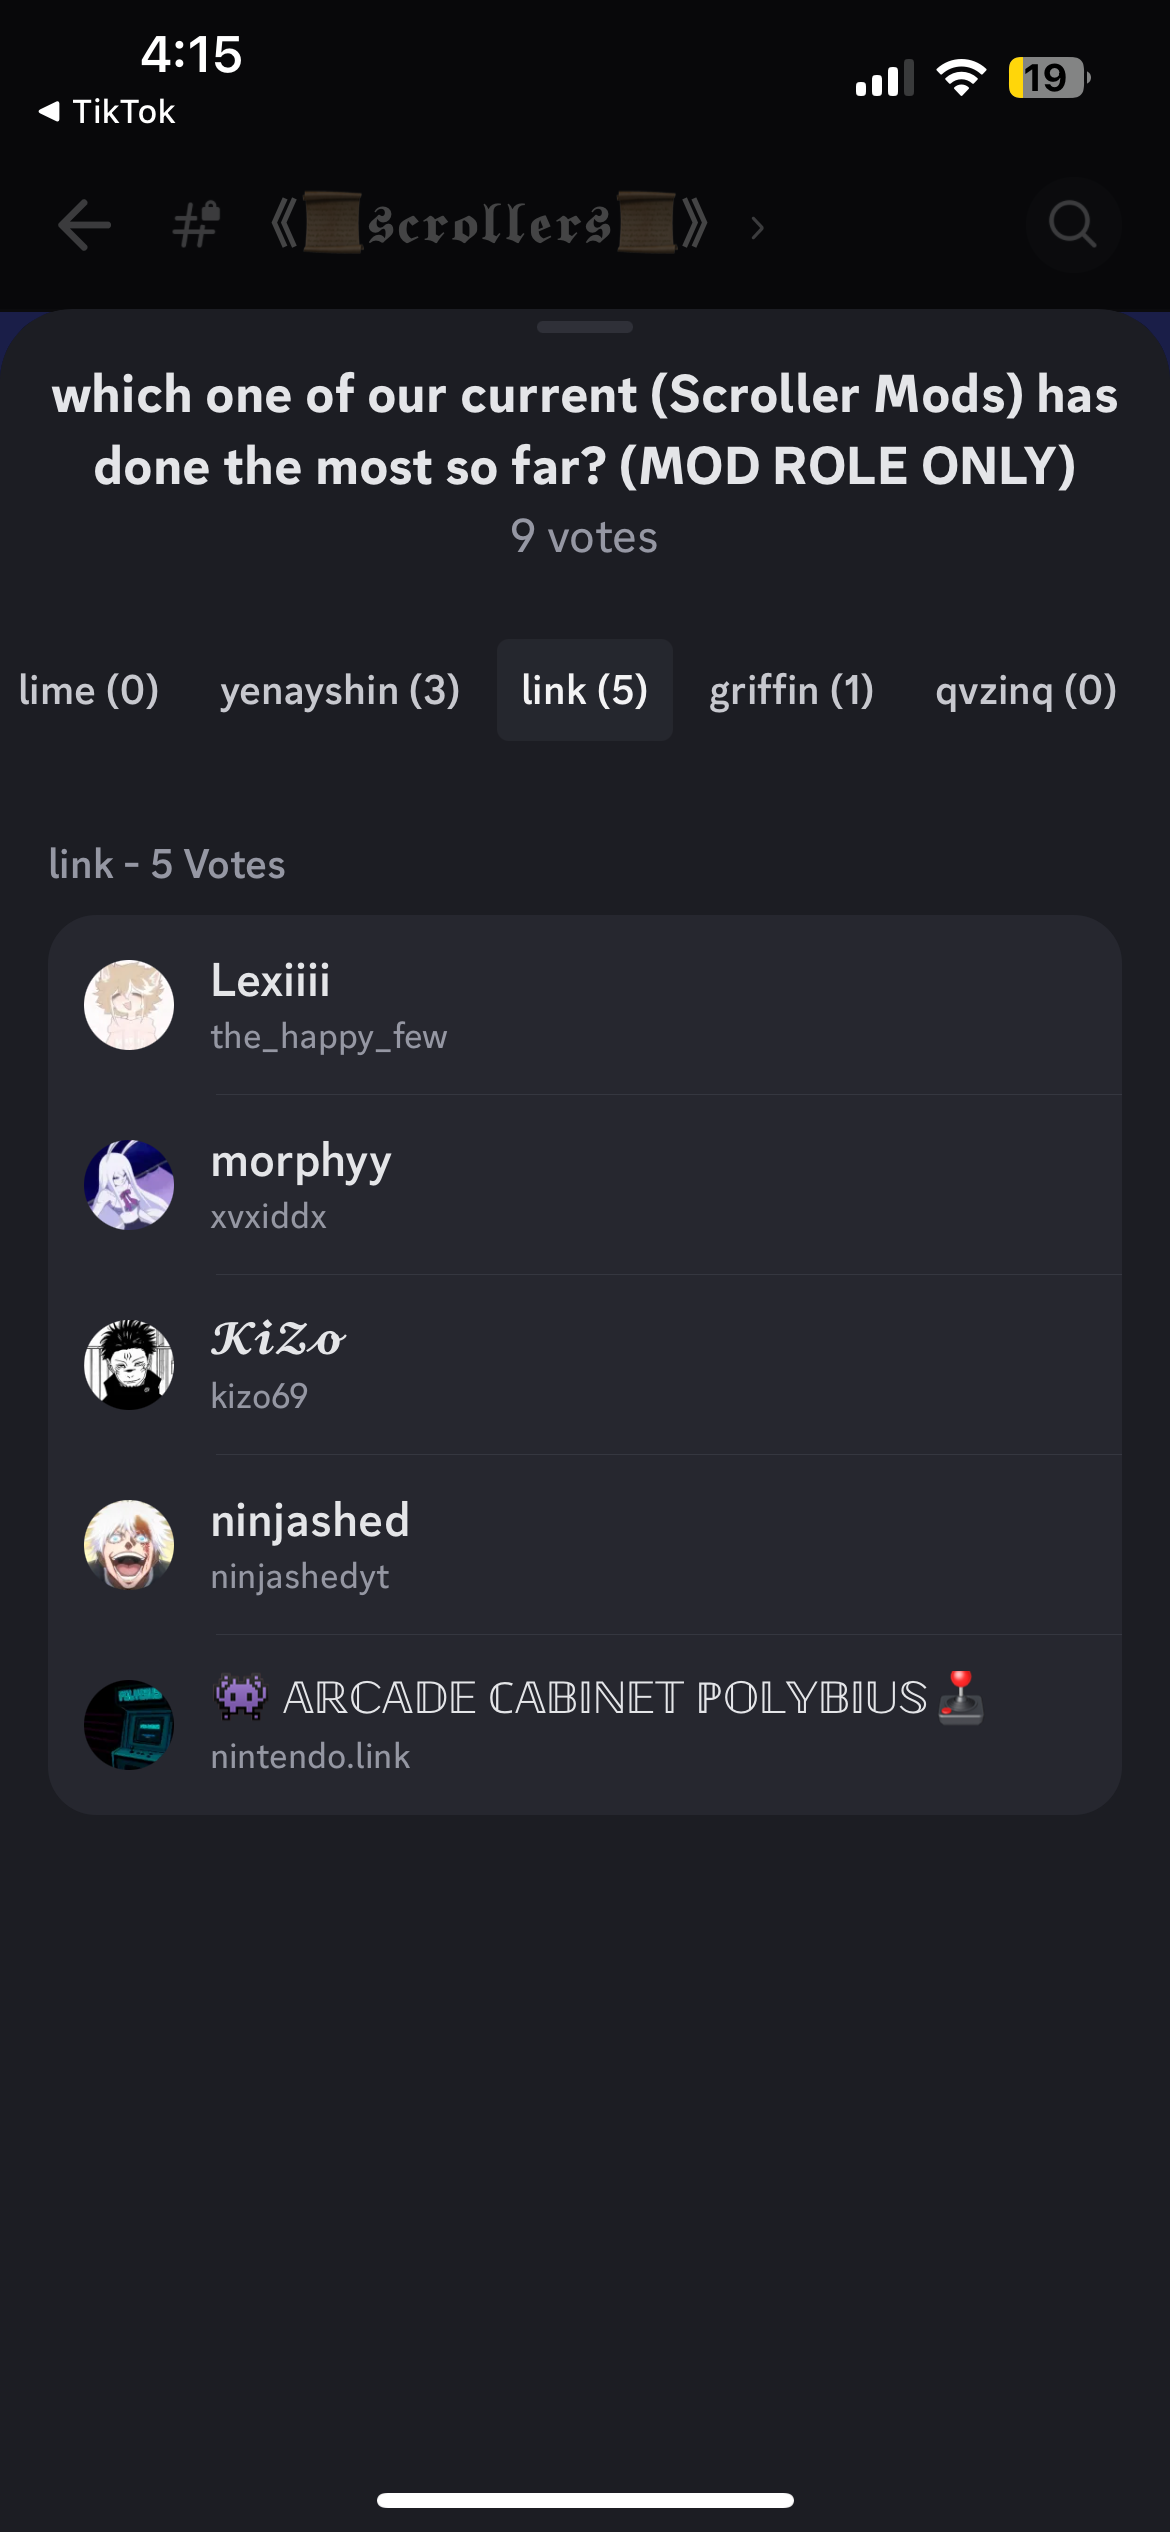 4:15
19
◀ TikTok
《📜𝖘𝖈𝖗𝖔𝖑𝖑𝖊𝖗𝖘📜》 ›
which one of our current (Scroller Mods) has
done the most so far? (MOD ROLE ONLY)
9 votes
lime (0) yenayshin (3) link (5) griffin (1) qvzinq (0)
link - 5 Votes
Lexiiii
the_happy_few
morphyy
xvxiddx
𝓚𝓲𝓩𝓸
kizo69
ninjashed
ninjashedyt
👾 𝔸ℝℂ𝔸𝔻𝔼 ℂ𝔸𝔹𝕀ℕ𝔼𝕋 ℙ𝕆𝕃𝕐𝔹𝕀𝕌𝕊🕹️
nintendo.link